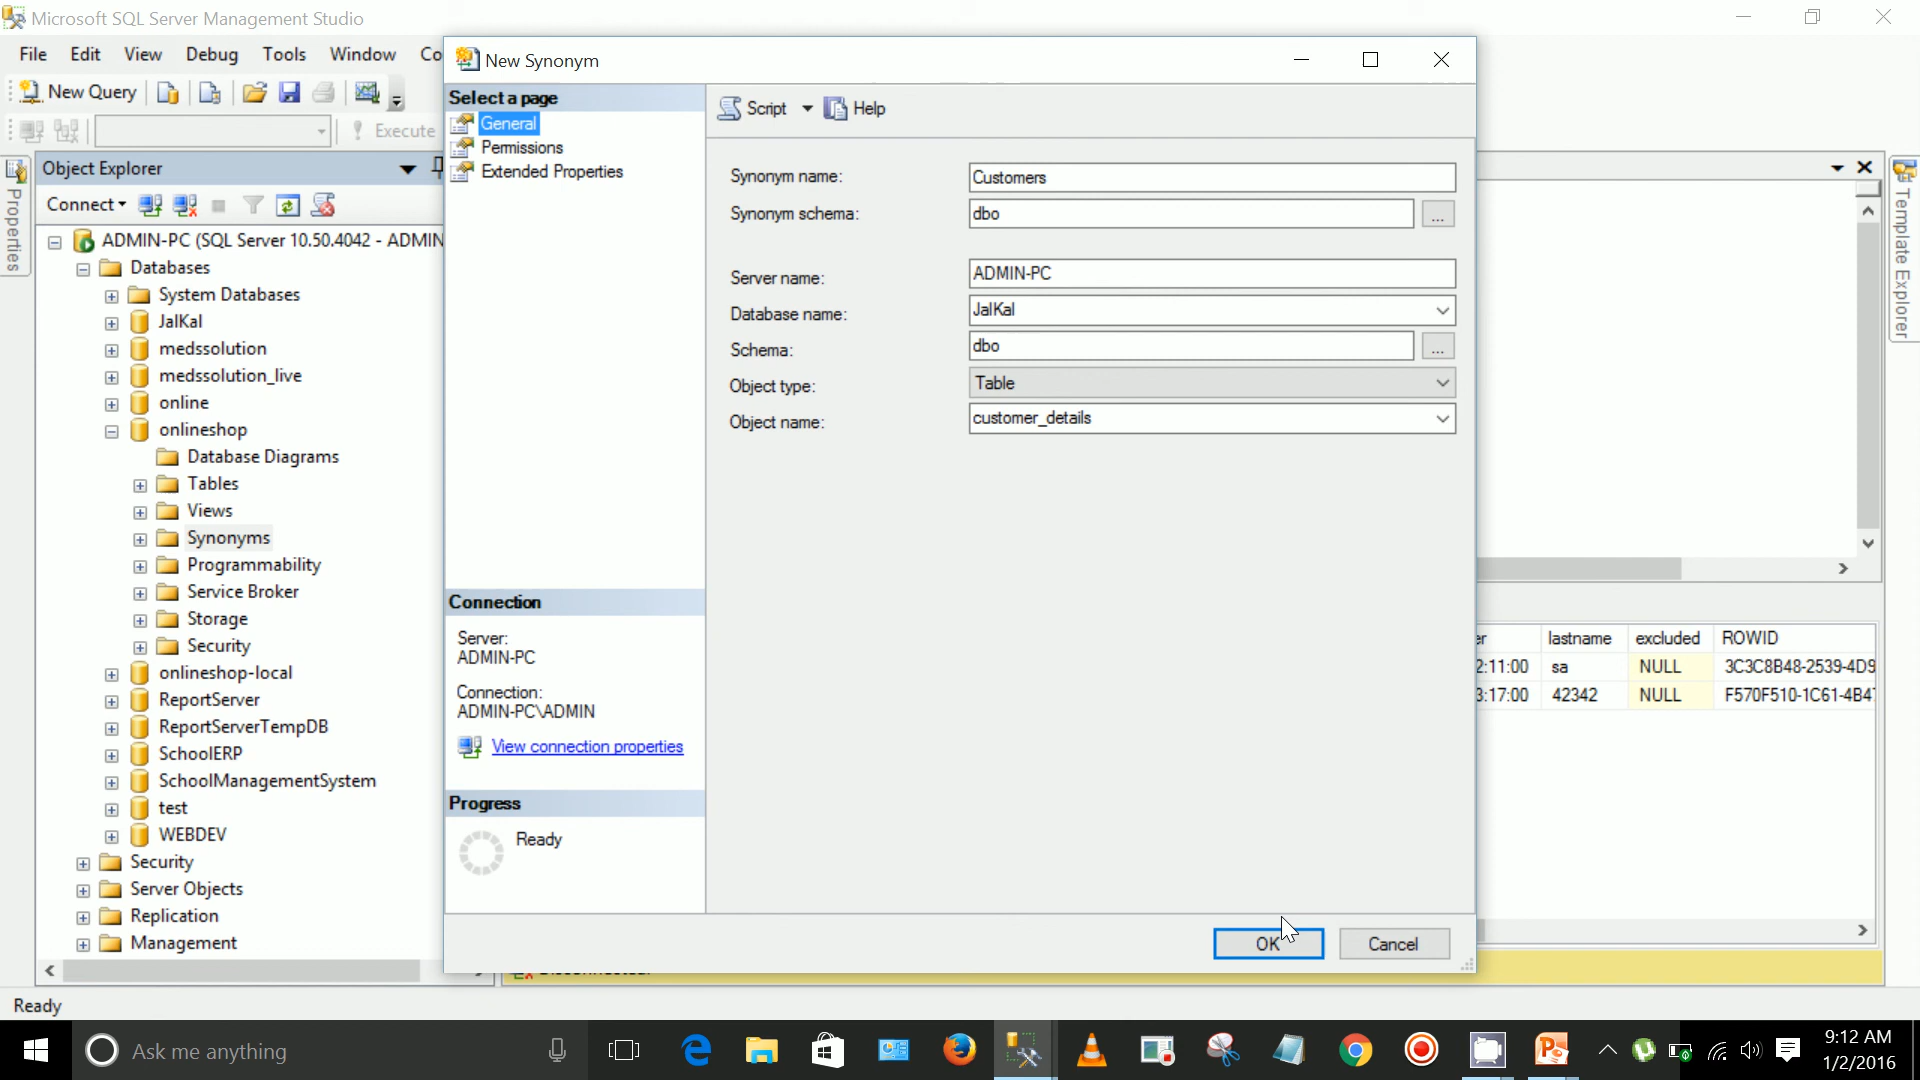 Microsoft SQL Server Management Studio
File Edit View Debug Tools Window Co
New Query
Execute
Object Explorer
Connect
Properties
ADMIN-PC (SQL Server 10.50.4042 - ADMIN
Databases
System Databases
JalKal
medssolution
medssolution_live
online
onlineshop
Database Diagrams
Tables
Views
Synonyms
Programmability
Service Broker
Storage
Security
onlineshop-local
ReportServer
ReportServerTempDB
SchoolERP
SchoolManagementSystem
test
WEBDEV
Security
Server Objects
Replication
Management
New Synonym
Select a page
General
Permissions
Extended Properties
Connection
Server:
ADMIN-PC
Connection:
ADMIN-PC\ADMIN
View connection properties
Progress
Ready
Script Help
Synonym name: Customers
Synonym schema: dbo ...
Server name: ADMIN-PC
Database name: JalKal
Schema: dbo ...
Object type: Table
Object name: customer_details
OK Cancel
Template Explorer
er lastname excluded ROWID
2:11:00 sa NULL 3C3C8B48-2539-4D9
3:17:00 42342 NULL F570F510-1C61-4B4
Ready
Ask me anything
9:12 AM
1/2/2016